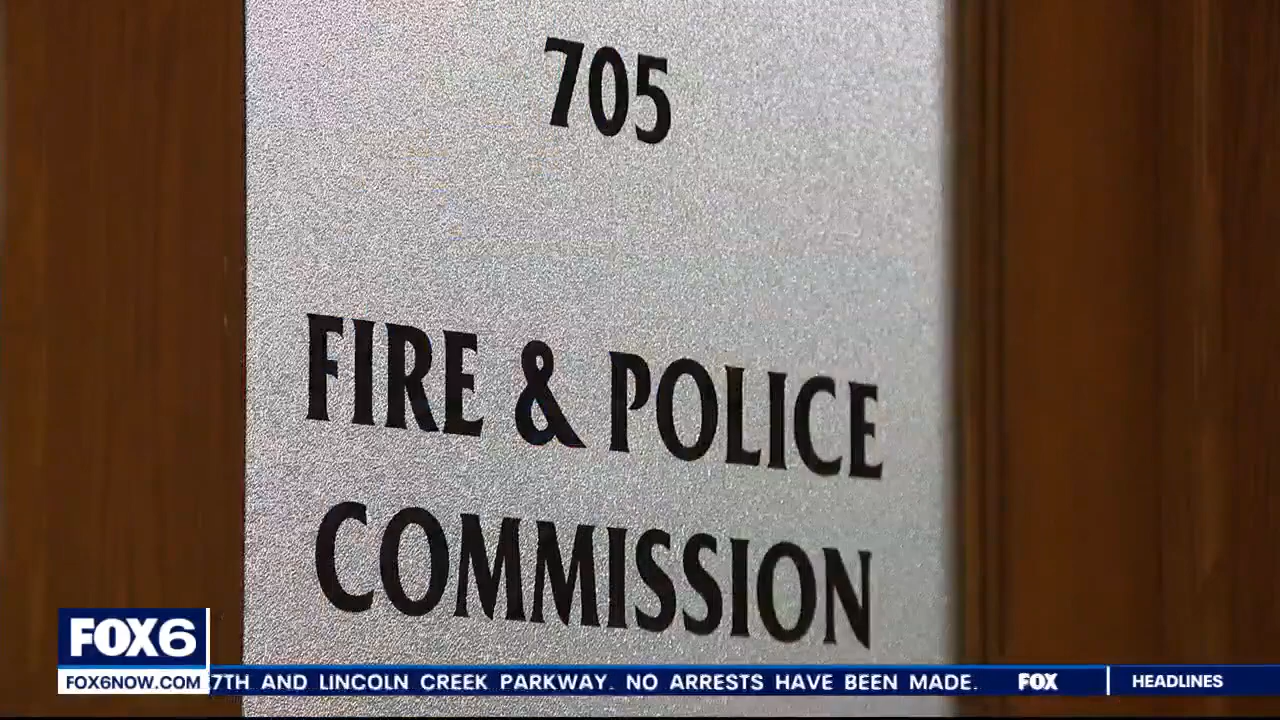 705
FIRE & POLICE
COMMISSION
FOX6
FOX6NOW.COM
7TH AND LINCOLN CREEK PARKWAY. NO ARRESTS HAVE BEEN MADE.
FOX
HEADLINES